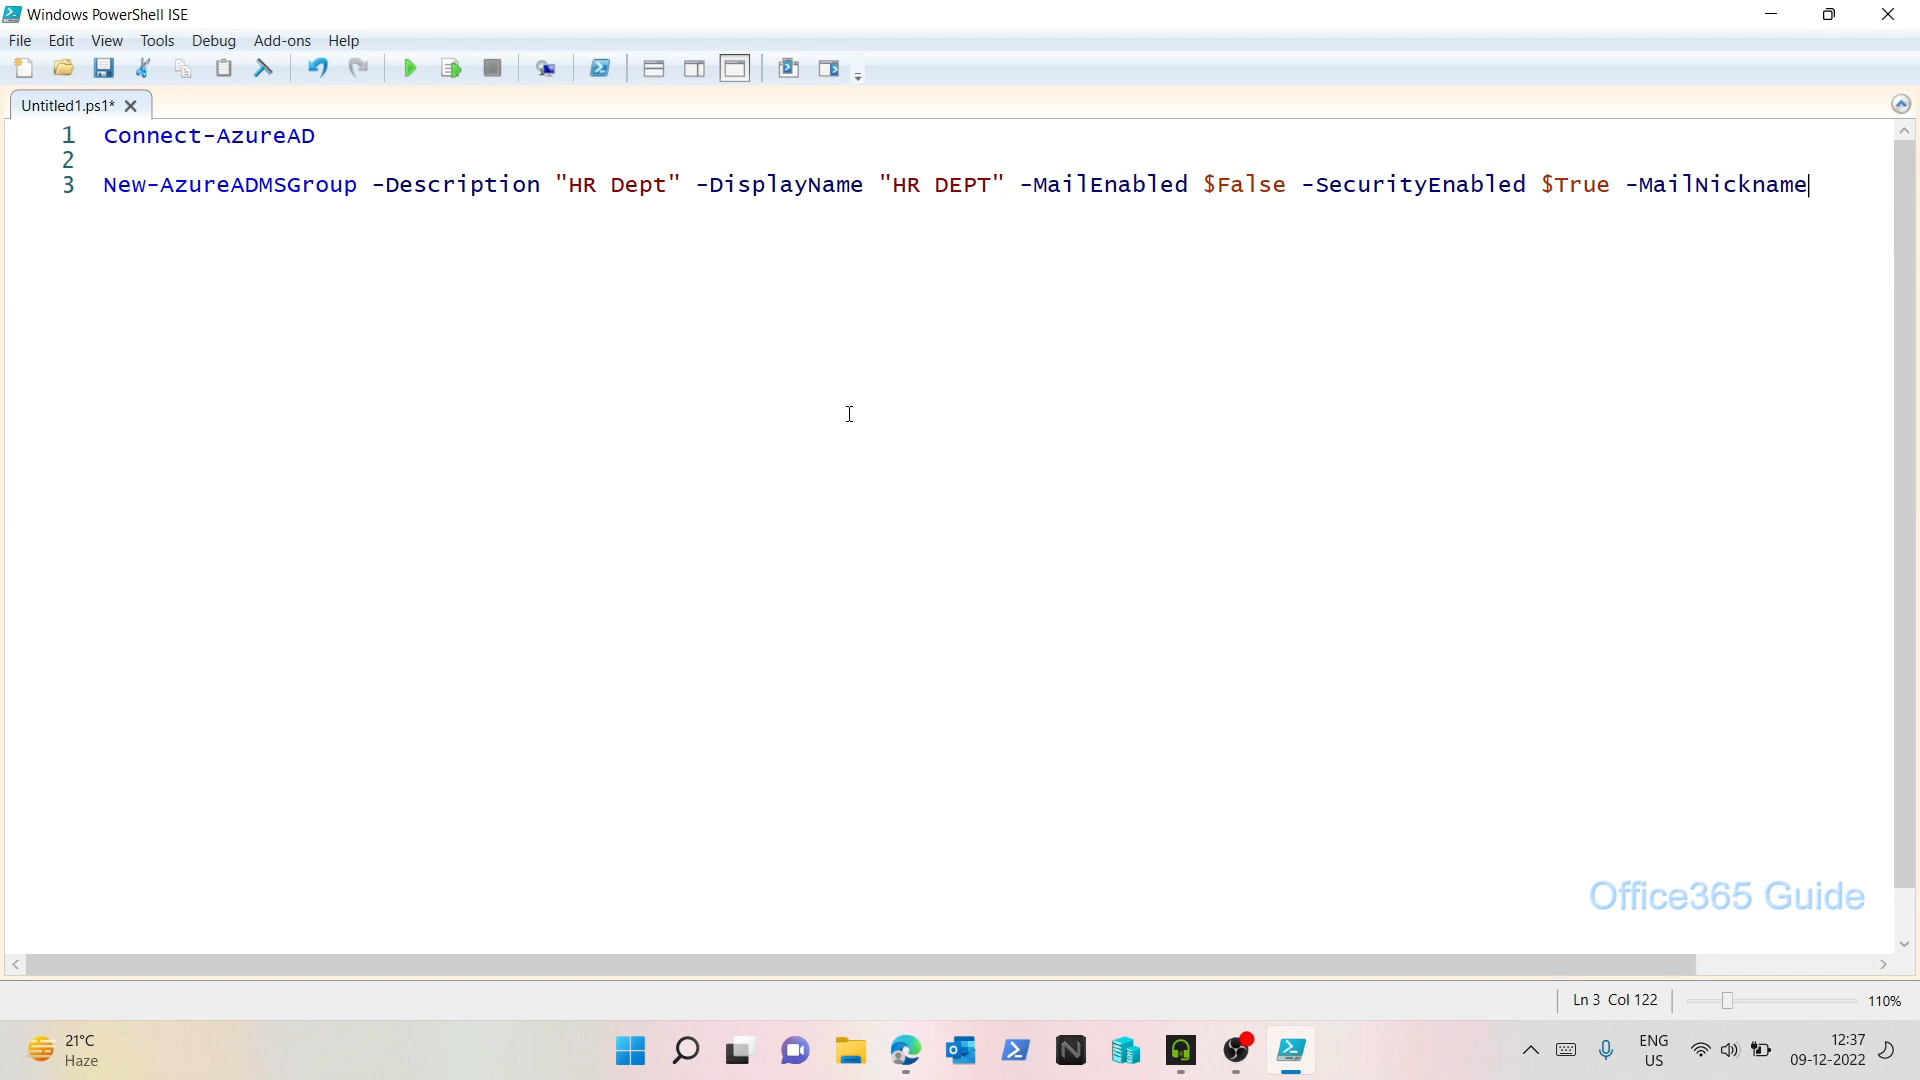 Windows PowerShell ISE
File Edit View Tools Debug Add-ons Help
Untitled1.ps1*
1 Connect-AzureAD
2
3 New-AzureADMSGroup -Description "HR Dept" -DisplayName "HR DEPT" -MailEnabled $False -SecurityEnabled $True -MailNickname
Office365 Guide
Ln 3 Col 122 110%
21°C
Haze
ENG
US
12:37
09-12-2022